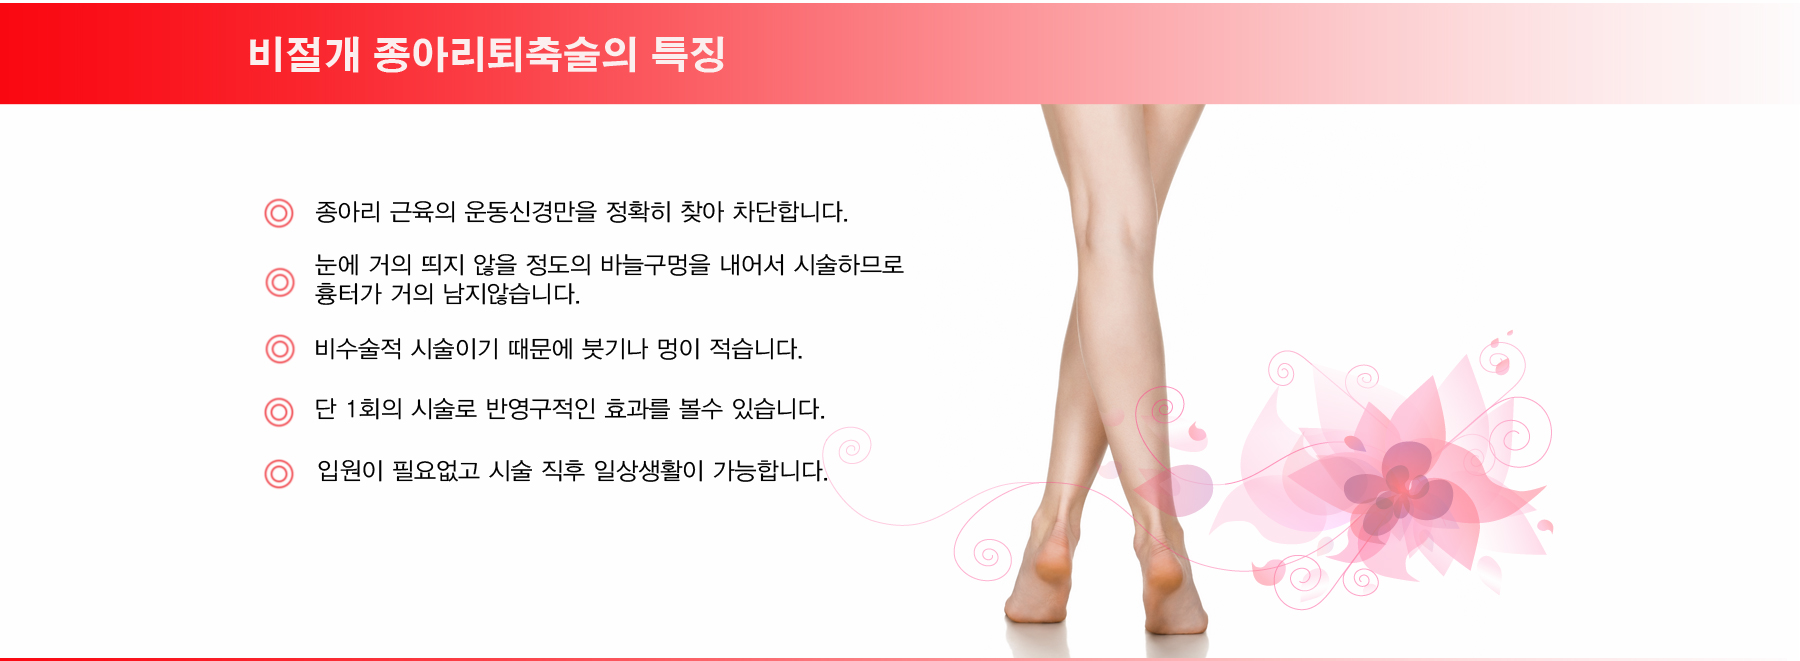 비절개 종아리퇴축술의 특징
종아리 근육의 운동신경만을 정확히 찾아 차단합니다.
눈에 거의 띄지 않을 정도의 바늘구멍을 내어서 시술하므로
흉터가 거의 남지않습니다.
비수술적 시술이기 때문에 붓기나 멍이 적습니다.
단 1회의 시술로 반영구적인 효과를 볼수 있습니다.
입원이 필요없고 시술 직후 일상생활이 가능합니다.